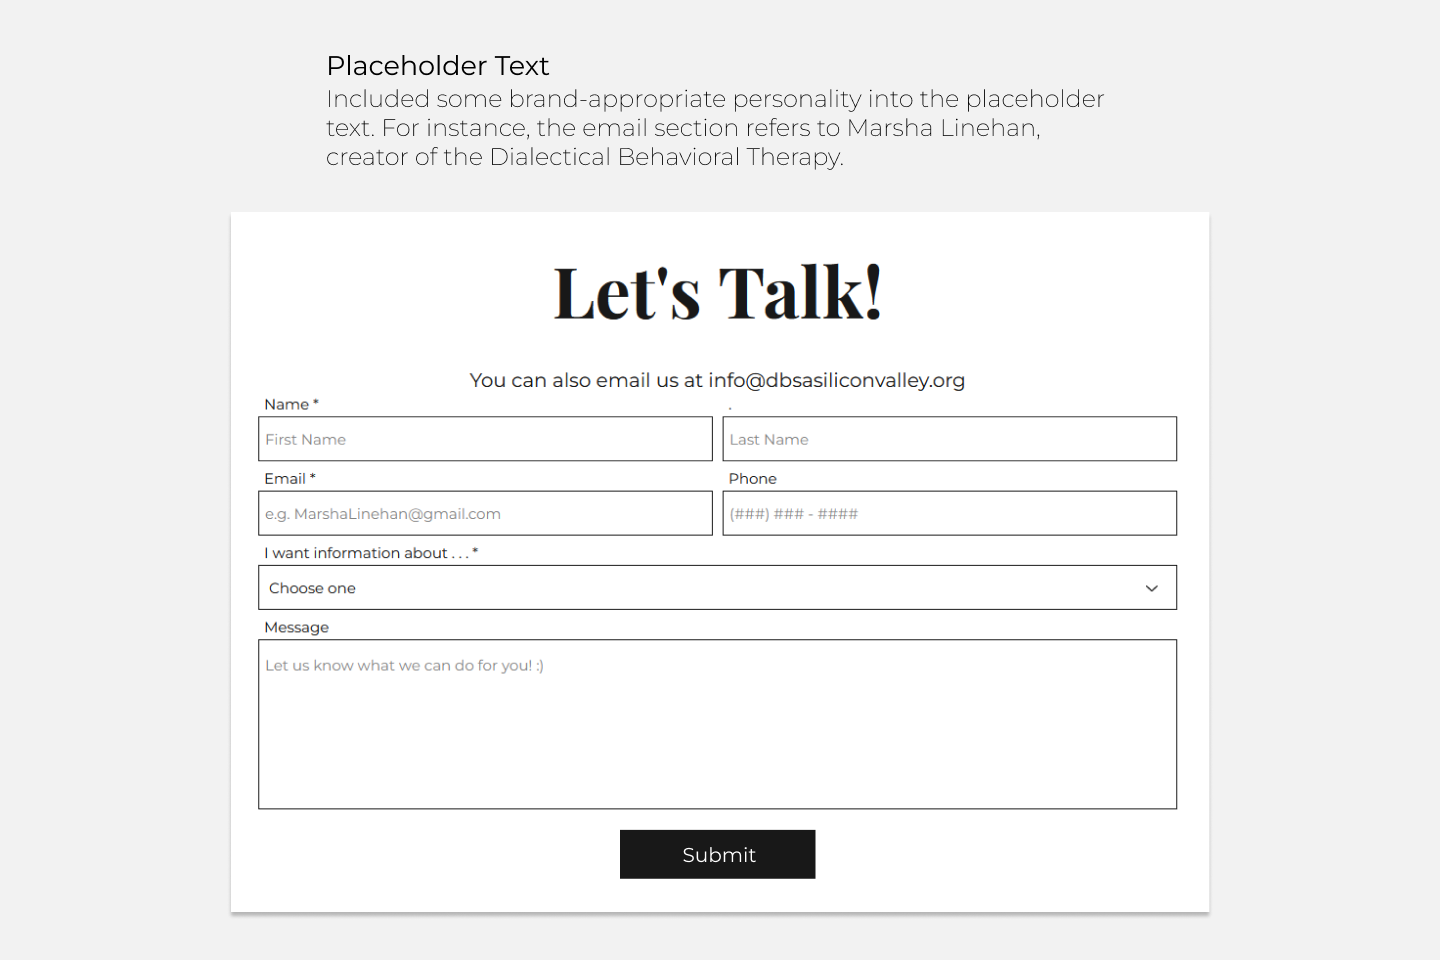 Placeholder Text
Included some brand-appropriate personality into the placeholder
text. For instance, the email section refers to Marsha Linehan,
creator of the Dialectical Behavioral Therapy.
Let's Talk!
You can also email us at info@dbsasiliconvalley.org
Name *
.
First Name
Last Name
Email *
Phone
e.g. MarshaLinehan@gmail.com
(###) ### - ####
I want information about . . . *
Choose one
Message
Let us know what we can do for you! :)
Submit